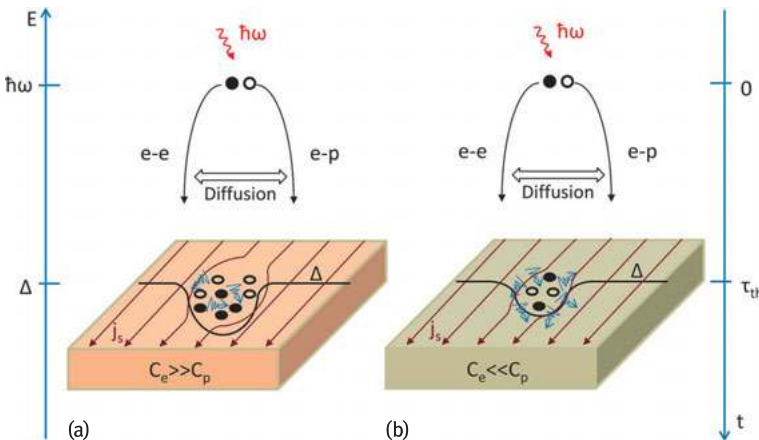 E
ħω
ħω
ħω
0
e-e
e-p
e-e
e-p
Diffusion
Diffusion
Δ
Δ
Δ
τth
js
js
Ce>>Cp
Ce<<Cp
(a)
(b)
t